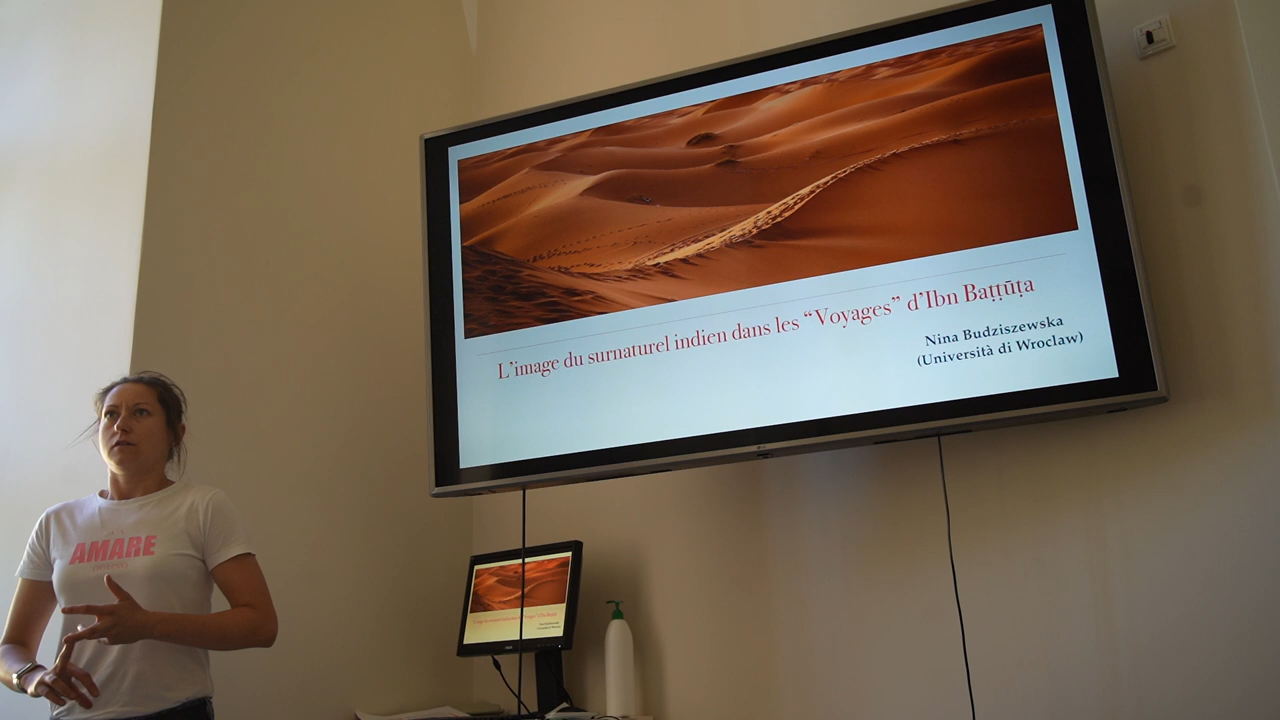 L'image du surnaturel indien dans les “Voyages” d'Ibn Baṭṭūṭa
Nina Budziszewska
(Università di Wroclaw)
AMARE